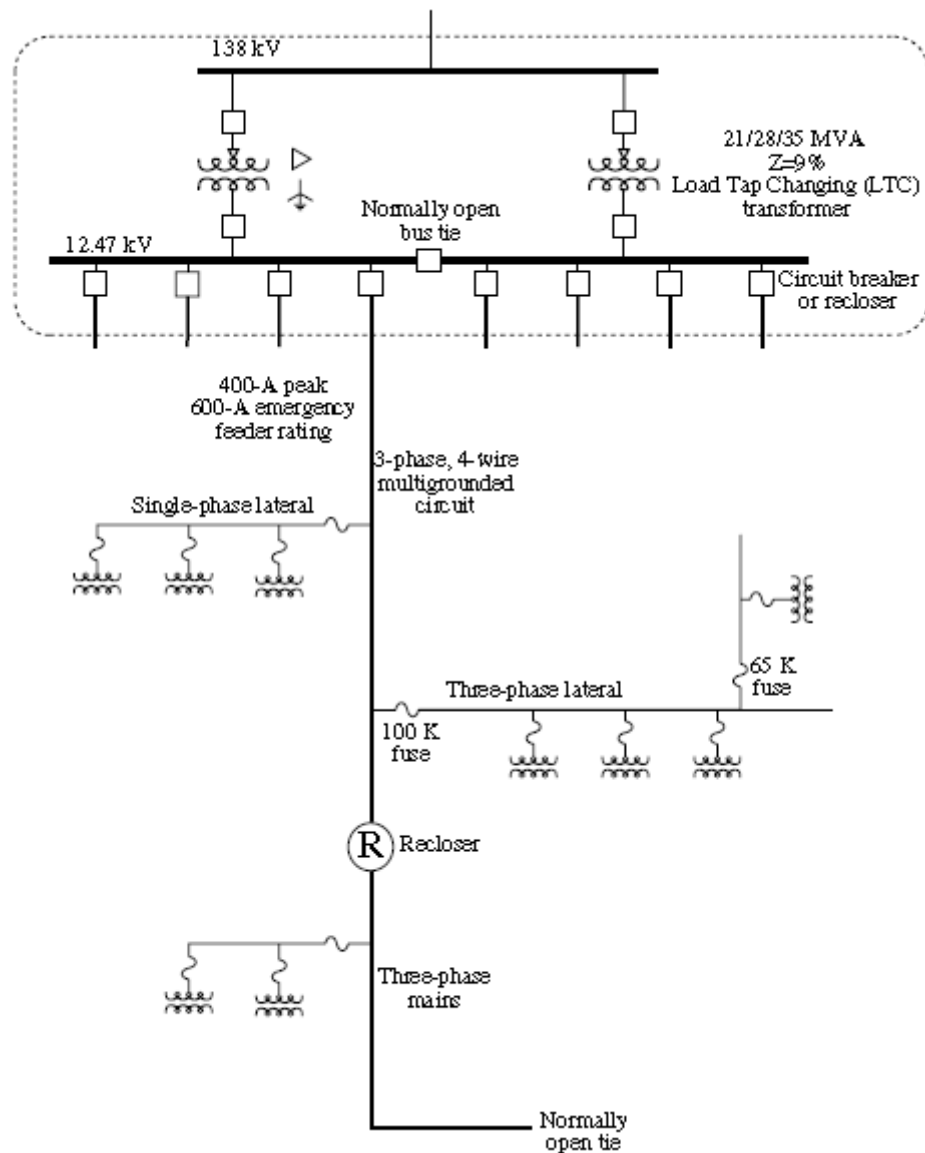 138 kV
21/28/35 MVA
Z=9%
Load Tap Changing (LTC)
transformer
Normally open
bus tie
12.47 kV
Circuit breaker
or recloser
400-A peak
600-A emergency
feeder rating
3-phase, 4-wire
multigrounded
circuit
Single-phase lateral
65 K
fuse
Three-phase lateral
100 K
fuse
R
Recloser
Three-phase
mains
Normally
open tie